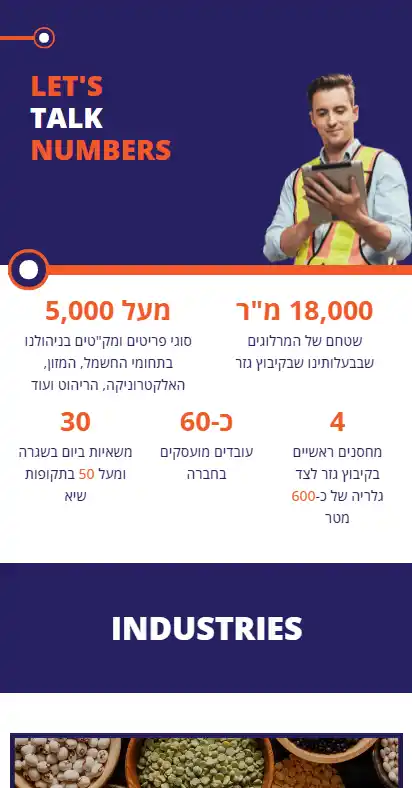 LET'S
TALK
NUMBERS
18,000 מ"ר
שטחם של המרלוגים
שבבעלותינו שבקיבוץ גזר
מעל 5,000
סוגי פריטים ומק"טים בניהולנו
בתחומי החשמל, המזון,
האלקטרוניקה, הריהוט ועוד
4
מחסנים ראשיים
בקיבוץ גזר לצד
גלריה של כ-600
מטר
כ-60
עובדים מועסקים
בחברה
30
משאיות ביום בשגרה
ומעל 50 בתקופות
שיא
INDUSTRIES